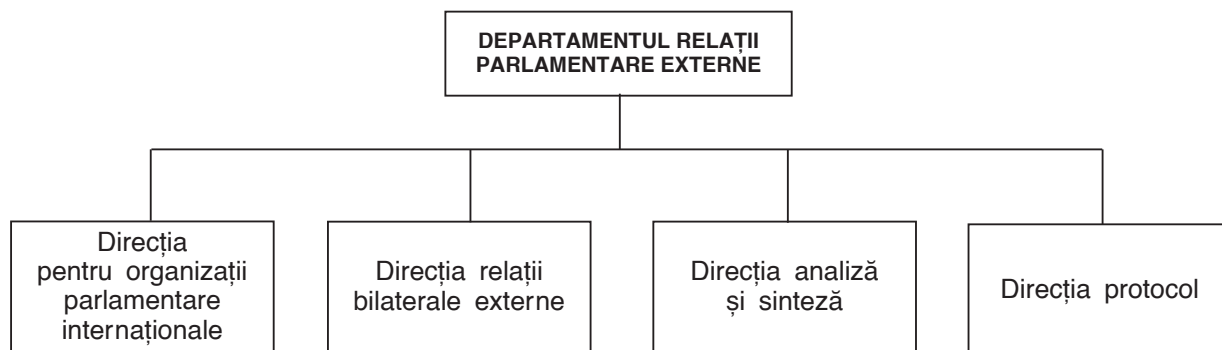 DEPARTAMENTUL RELAȚII
PARLAMENTARE EXTERNE
Direcția
pentru organizații
parlamentare
internaționale
Direcția relații
bilaterale externe
Direcția analiză
și sinteză
Direcția protocol